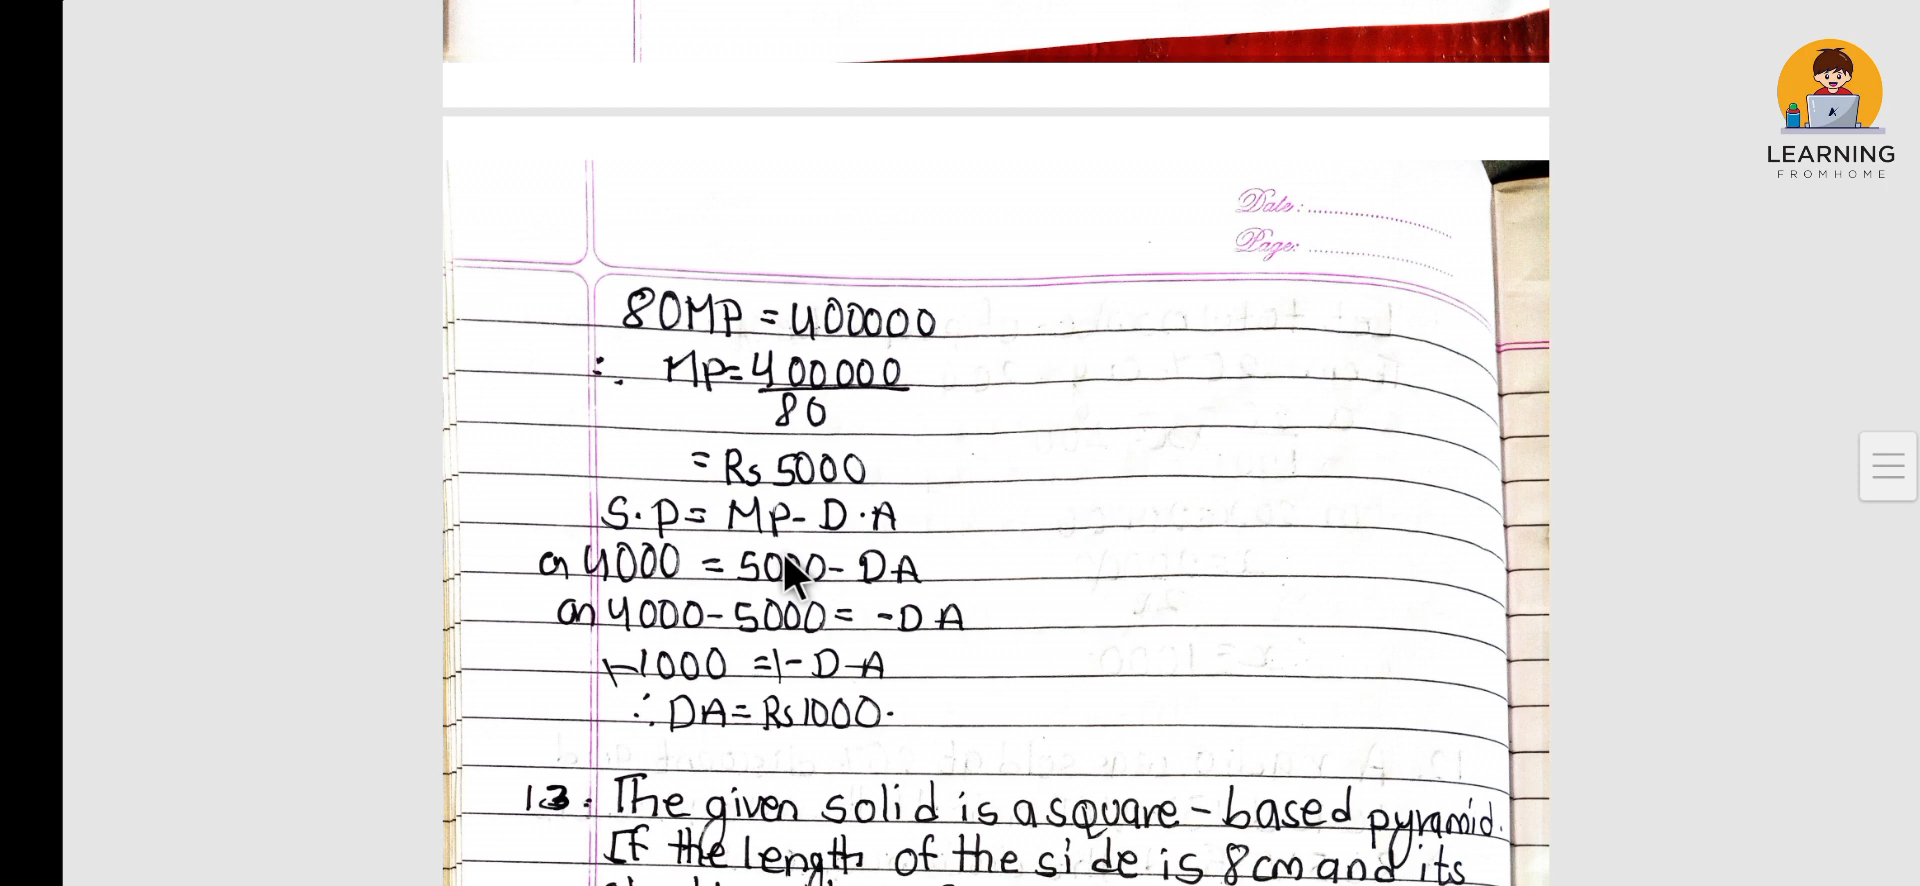 LEARNING
FROMHOME
Date:
Page:
80MP = 400000
∴ MP = 400000
80
= Rs 5000
S.P = MP - D.A
or 4000 = 5000 - DA
or 4000 - 5000 = -DA
-1000 = - DA
∴ DA = Rs 1000.
13. The given solid is a square-based pyramid.
If the length of the side is 8cm and its